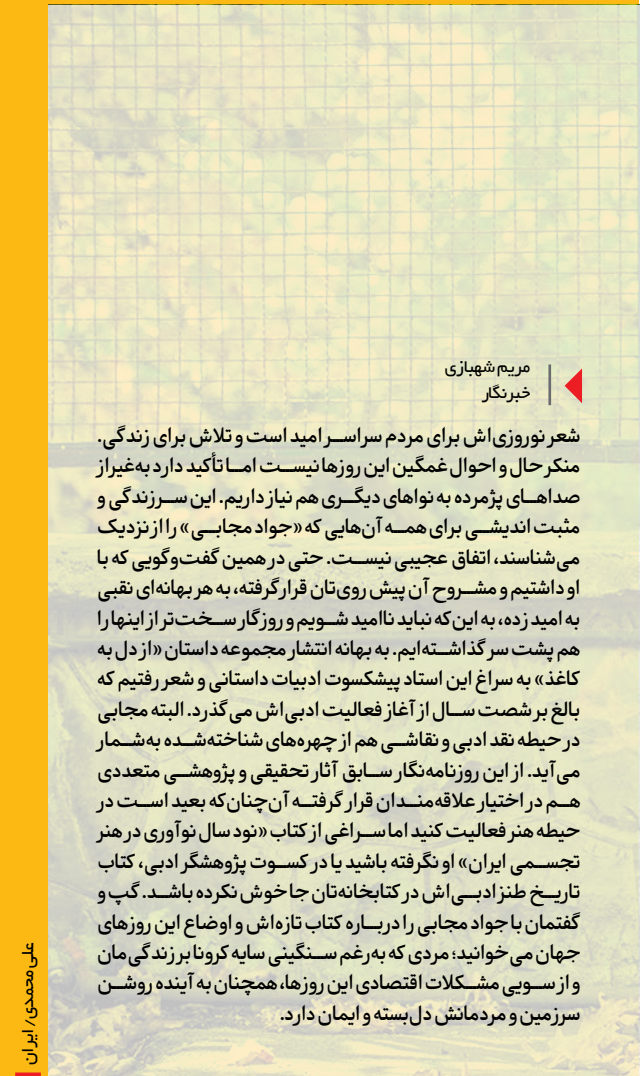 مریم شهبازی
خبرنگار
شعر نوروزی‌اش برای مردم سراسر امید است و تلاش برای زندگی.
منکر حال و احوال غمگین این روزها نیست اما تأکید دارد به‌غیر از
صداهای پژمرده به نواهای دیگری هم نیاز داریم. این سرزندگی و
مثبت اندیشی برای همه آن‌هایی که «جواد مجابی» را از نزدیک
می‌شناسند، اتفاق عجیبی نیست. حتی در همین گفت‌وگویی که با
او داشتیم و مشروح آن پیش روی‌تان قرار گرفته، به هر بهانه‌ای نقبی
به امید زده، به این‌که نباید ناامید شویم و روزگار سخت‌تر از اینها را
هم پشت سر گذاشته‌ایم. به بهانه انتشار مجموعه داستان «از دل به
کاغذ» به سراغ این استاد پیشکسوت ادبیات داستانی و شعر رفتیم که
بالغ بر شصت سال از آغاز فعالیت ادبی‌اش می‌گذرد. البته مجابی
در حیطه نقد ادبی و نقاشی هم از چهره‌های شناخته‌شده به‌شمار
می‌آید. از این روزنامه‌نگار سابق آثار تحقیقی و پژوهشی متعددی
هم در اختیار علاقه‌مندان قرار گرفته آن‌چنان‌که بعید است در
حیطه هنر فعالیت کنید اما سراغی از کتاب «نود سال نوآوری در هنر
تجسمی ایران» او نگرفته باشید یا در کسوت پژوهشگر ادبی، کتاب
تاریخ طنز ادبی‌اش در کتابخانه‌تان جا خوش نکرده باشد. گپ و
گفتمان با جواد مجابی را درباره کتاب تازه‌اش و اوضاع این روزهای
جهان می‌خوانید؛ مردی که به‌رغم سنگینی سایه کرونا بر زندگی‌مان
و از سویی مشکلات اقتصادی این روزها، همچنان به آینده روشن
سرزمین و مردمانش دل‌بسته و ایمان دارد.
علی محمدی/ ایران